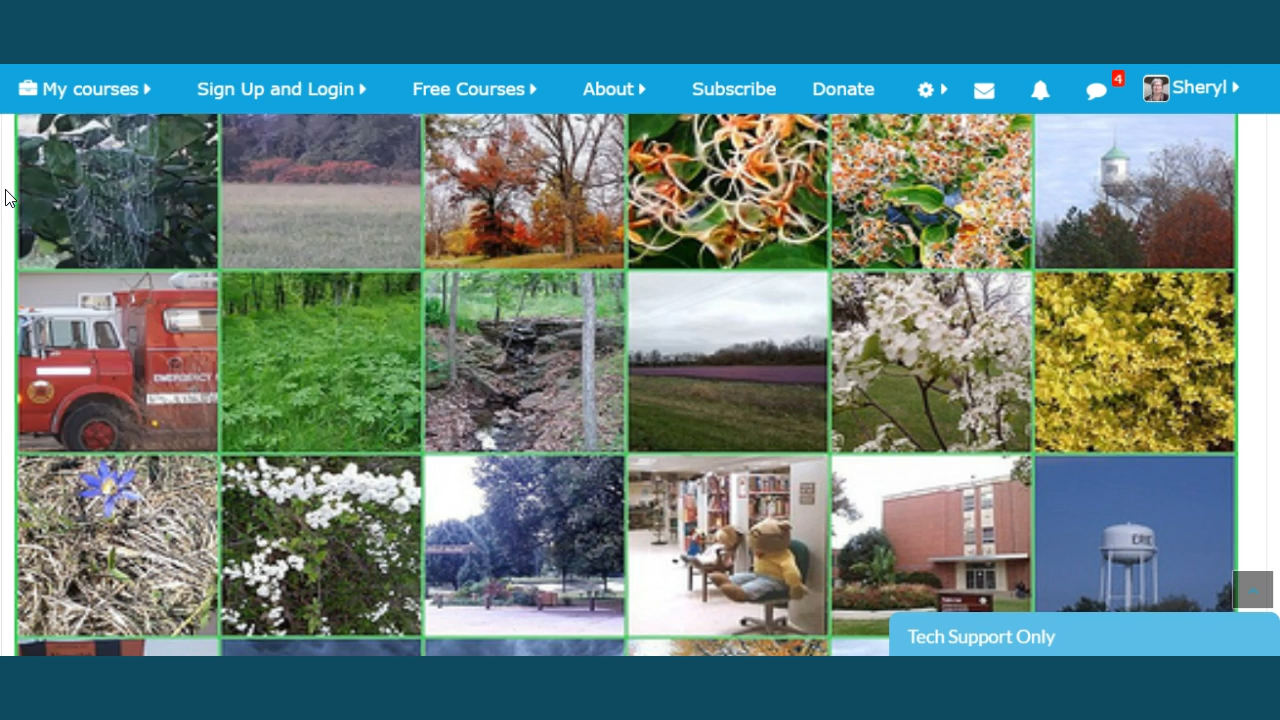 My courses Sign Up and Login Free Courses About Subscribe Donate 4 Sheryl
EMERGENCY
ERIE
Tech Support Only